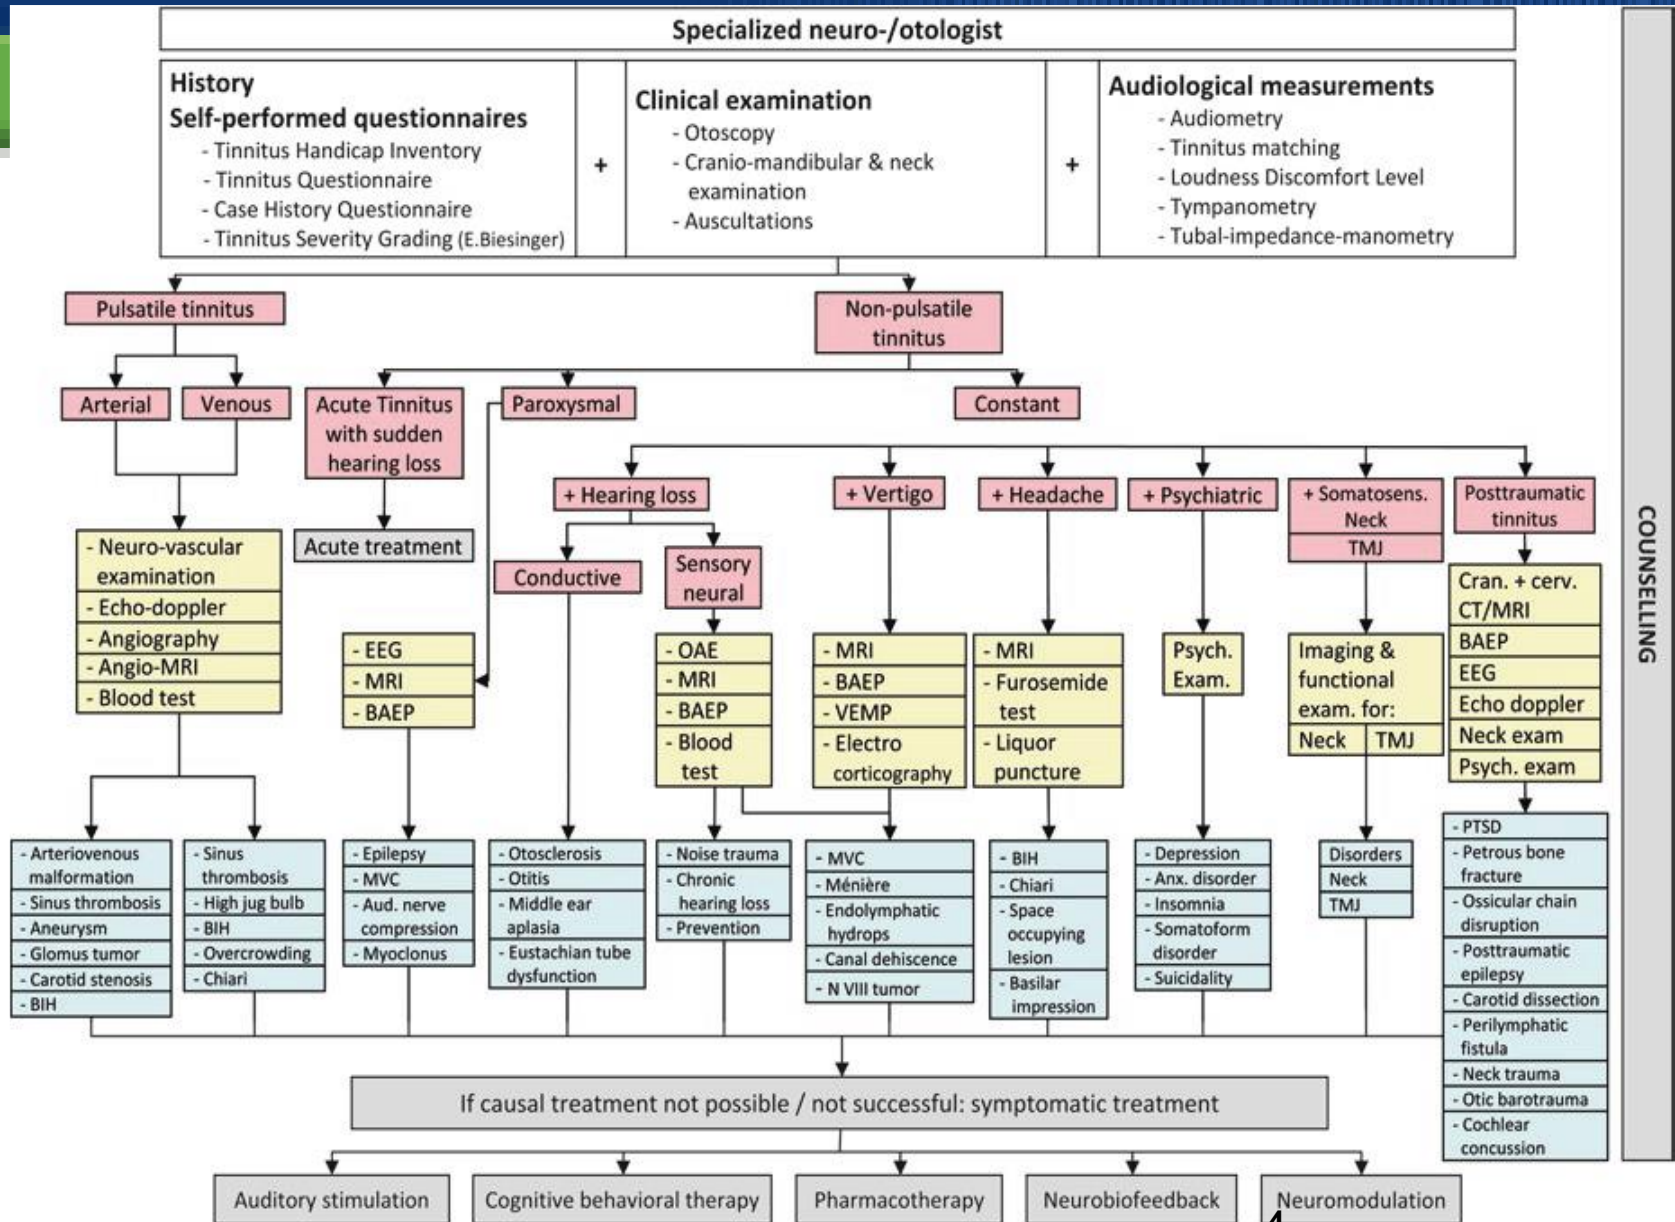 Specialized neuro-/otologist
History
Self-performed questionnaires
- Tinnitus Handicap Inventory
- Tinnitus Questionnaire
- Case History Questionnaire
- Tinnitus Severity Grading (E.Biesinger)
+
Clinical examination
- Otoscopy
- Cranio-mandibular & neck
examination
- Auscultations
+
Audiological measurements
- Audiometry
- Tinnitus matching
- Loudness Discomfort Level
- Tympanometry
- Tubal-impedance-manometry
Pulsatile tinnitus
Non-pulsatile
tinnitus
Arterial
Venous
Acute Tinnitus
with sudden
hearing loss
Paroxysmal
Constant
+ Hearing loss
+ Vertigo
+ Headache
+ Psychiatric
+ Somatosens.
Neck
TMJ
Posttraumatic
tinnitus
Acute treatment
Conductive
Sensory
neural
- Neuro-vascular
examination
- Echo-doppler
- Angiography
- Angio-MRI
- Blood test
- EEG
- MRI
- BAEP
- OAE
- MRI
- BAEP
- Blood
test
- MRI
- BAEP
- VEMP
- Electro
corticography
- MRI
- Furosemide
test
- Liquor
puncture
Psych.
Exam.
Imaging &
functional
exam. for:
Neck
TMJ
Cran. + cerv.
CT/MRI
BAEP
EEG
Echo doppler
Neck exam
Psych. exam
- Arteriovenous
malformation
- Sinus thrombosis
- Aneurysm
- Glomus tumor
- Carotid stenosis
- BIH
- Sinus
thrombosis
- High jug bulb
- BIH
- Overcrowding
- Chiari
- Epilepsy
- MVC
- Aud. nerve
compression
- Myoclonus
- Otosclerosis
- Otitis
- Middle ear
aplasia
- Eustachian tube
dysfunction
- Noise trauma
- Chronic
hearing loss
- Prevention
- MVC
- Ménière
- Endolymphatic
hydrops
- Canal dehiscence
- N VIII tumor
- BIH
- Chiari
- Space
occupying
lesion
- Basilar
impression
- Depression
- Anx. disorder
- Insomnia
- Somatoform
disorder
- Suicidality
Disorders
Neck
TMJ
- PTSD
- Petrous bone
fracture
- Ossicular chain
disruption
- Posttraumatic
epilepsy
- Carotid dissection
- Perilymphatic
fistula
- Neck trauma
- Otic barotrauma
- Cochlear
concussion
COUNSELLING
If causal treatment not possible / not successful: symptomatic treatment
Auditory stimulation
Cognitive behavioral therapy
Pharmacotherapy
Neurobiofeedback
Neuromodulation
4